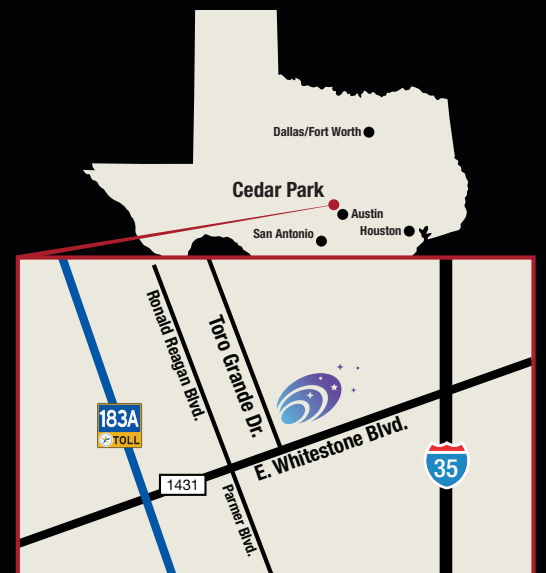 Dallas/Fort Worth
Cedar Park
Austin
San Antonio
Houston
Ronald Reagan Blvd.
Toro Grande Dr.
183A
TOLL
E. Whitestone Blvd.
35
1431
Parmer Blvd.